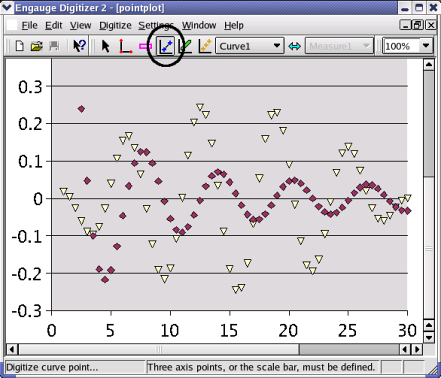 Engauge Digitizer 2 - [pointplot]
File Edit View Digitize Settings Window Help
Curve1 Measure1 100%
0.3
0.2
0.1
0
-0.1
-0.2
-0.3
0 5 10 15 20 25 30
Digitize curve point... Three axis points, or the scale bar, must be defined.